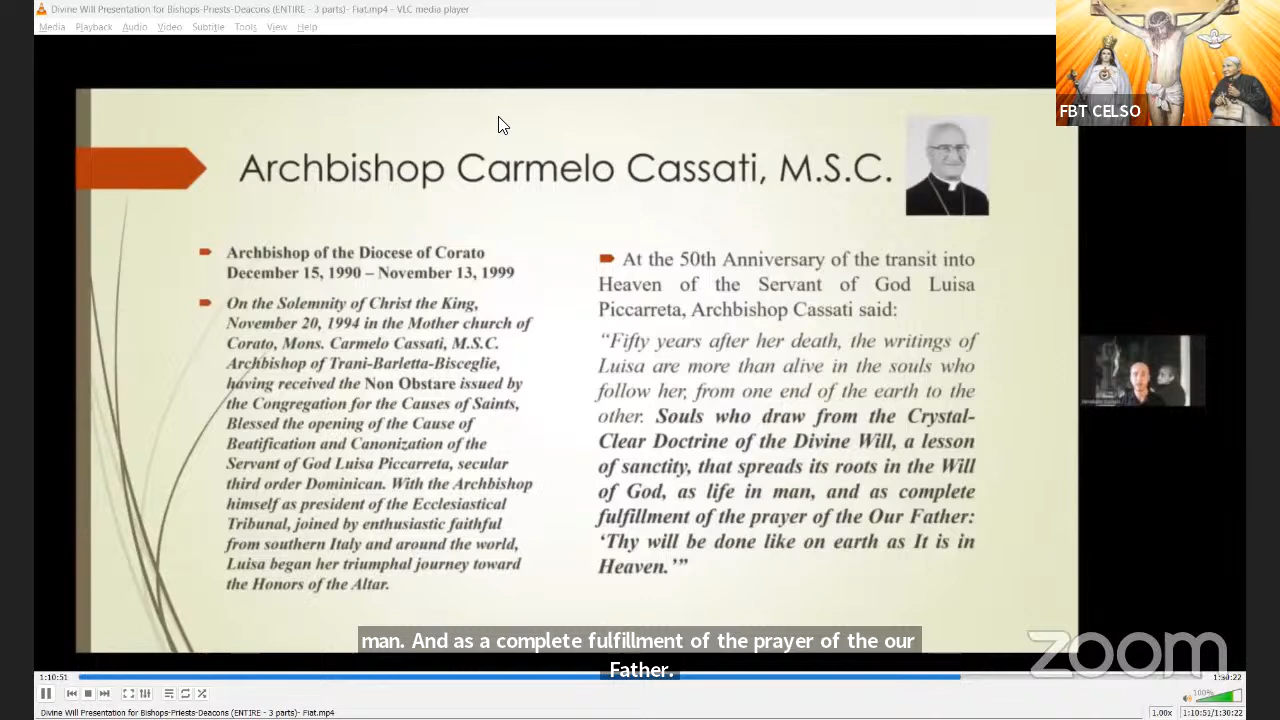 Divine Will Presentation for Bishops-Priests-Deacons (ENTIRE - 3 parts)- Fiat.mp4 - VLC media player
Media Playback Audio Video Subtitle Tools View Help
FBT CELSO
Archbishop Carmelo Cassati, M.S.C.
Archbishop of the Diocese of Corato
December 15, 1990 – November 13, 1999
On the Solemnity of Christ the King,
November 20, 1994 in the Mother church of
Corato, Mons. Carmelo Cassati, M.S.C.
Archbishop of Trani-Barletta-Bisceglie,
having received the Non Obstare issued by
the Congregation for the Causes of Saints,
Blessed the opening of the Cause of
Beatification and Canonization of the
Servant of God Luisa Piccarreta, secular
third order Dominican. With the Archbishop
himself as president of the Ecclesiastical
Tribunal, joined by enthusiastic faithful
from southern Italy and around the world,
Luisa began her triumphal journey toward
the Honors of the Altar.
At the 50th Anniversary of the transit into
Heaven of the Servant of God Luisa
Piccarreta, Archbishop Cassati said:
“Fifty years after her death, the writings of
Luisa are more than alive in the souls who
follow her, from one end of the earth to the
other. Souls who draw from the Crystal-
Clear Doctrine of the Divine Will, a lesson
of sanctity, that spreads its roots in the Will
of God, as life in man, and as complete
fulfillment of the prayer of the Our Father:
‘Thy will be done like on earth as It is in
Heaven.’”
man. And as a complete fulfillment of the prayer of the our
Father.
zoom
1:10:51
1:30:22
100%
Divine Will Presentation for Bishops-Priests-Deacons (ENTIRE - 3 parts)- Fiat.mp4
1.00x
1:10:51/1:30:22